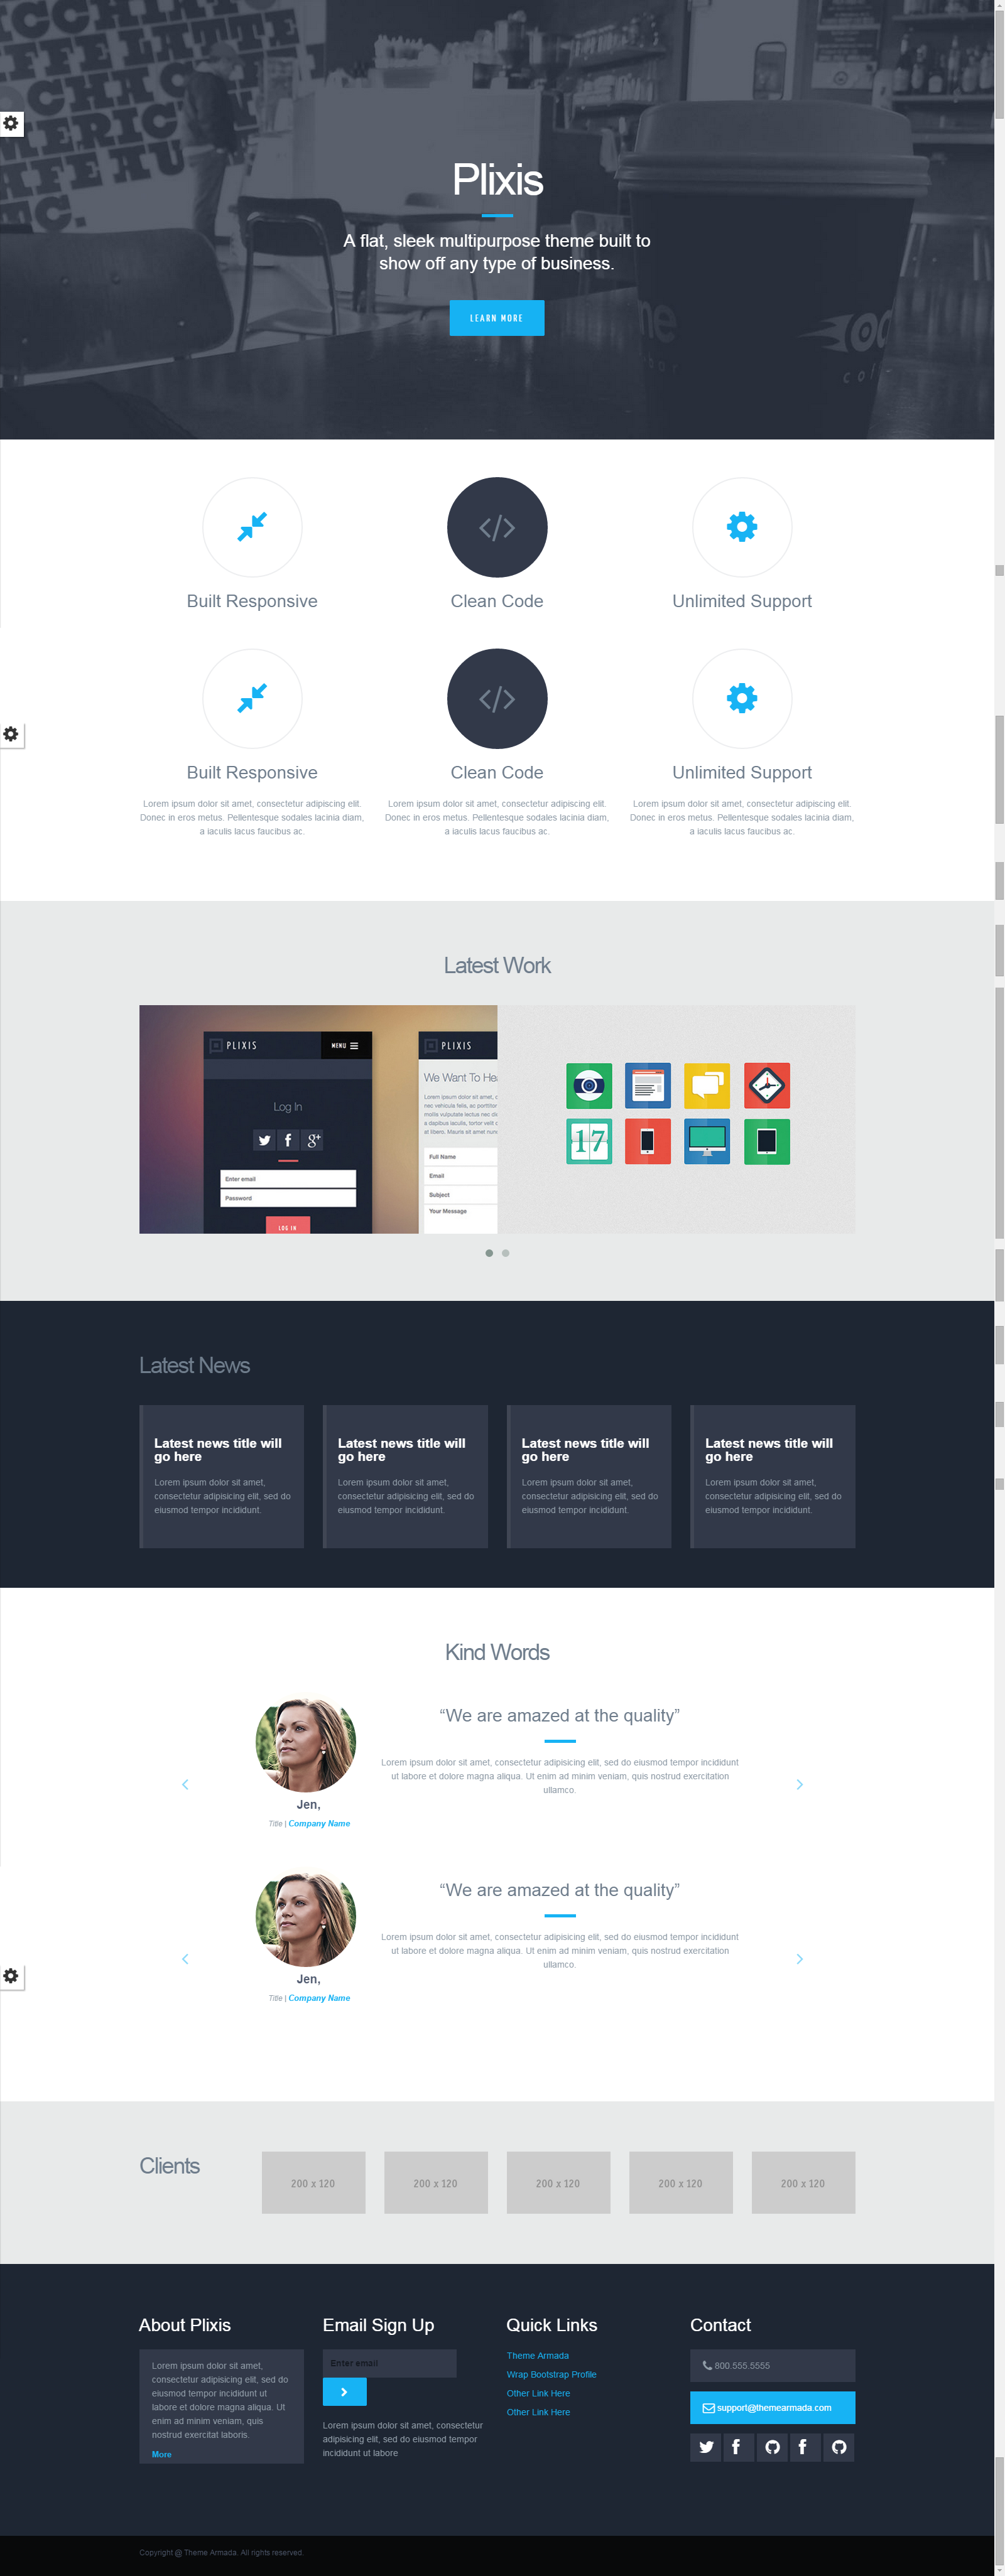 Plixis
A flat, sleek multipurpose theme built to
show off any type of business.
LEARN MORE
Built Responsive
Clean Code
Unlimited Support
Built Responsive
Clean Code
Unlimited Support
Lorem ipsum dolor sit amet, consectetur adipiscing elit.
Donec in eros metus. Pellentesque sodales lacinia diam,
a iaculis lacus faucibus ac.
Lorem ipsum dolor sit amet, consectetur adipiscing elit.
Donec in eros metus. Pellentesque sodales lacinia diam,
a iaculis lacus faucibus ac.
Lorem ipsum dolor sit amet, consectetur adipiscing elit.
Donec in eros metus. Pellentesque sodales lacinia diam,
a iaculis lacus faucibus ac.
Latest Work
PLIXIS
MENU
Log In
Enter email
Password
LOG IN
PLIXIS
We Want To Hea
Lorem ipsum dolor sit amet,
Full Name
Email
Subject
Your Message
17
Latest News
Latest news title will
go here
Lorem ipsum dolor sit amet,
consectetur adipisicing elit, sed do
eiusmod tempor incididunt.
Latest news title will
go here
Lorem ipsum dolor sit amet,
consectetur adipisicing elit, sed do
eiusmod tempor incididunt.
Latest news title will
go here
Lorem ipsum dolor sit amet,
consectetur adipisicing elit, sed do
eiusmod tempor incididunt.
Latest news title will
go here
Lorem ipsum dolor sit amet,
consectetur adipisicing elit, sed do
eiusmod tempor incididunt.
Kind Words
“We are amazed at the quality”
Lorem ipsum dolor sit amet, consectetur adipisicing elit, sed do eiusmod tempor incididunt
ut labore et dolore magna aliqua. Ut enim ad minim veniam, quis nostrud exercitation
ullamco.
Jen,
Title | Company Name
“We are amazed at the quality”
Lorem ipsum dolor sit amet, consectetur adipisicing elit, sed do eiusmod tempor incididunt
ut labore et dolore magna aliqua. Ut enim ad minim veniam, quis nostrud exercitation
ullamco.
Jen,
Title | Company Name
Clients
200 x 120
200 x 120
200 x 120
200 x 120
200 x 120
About Plixis
Lorem ipsum dolor sit amet,
consectetur adipisicing elit, sed do
eiusmod tempor incididunt ut
labore et dolore magna aliqua. Ut
enim ad minim veniam, quis
nostrud exercitat laboris.
More
Email Sign Up
Enter email
Lorem ipsum dolor sit amet, consectetur
adipisicing elit, sed do eiusmod tempor
incididunt ut labore
Quick Links
Theme Armada
Wrap Bootstrap Profile
Other Link Here
Other Link Here
Contact
800.555.5555
support@themearmada.com
Copyright @ Theme Armada, All rights reserved.